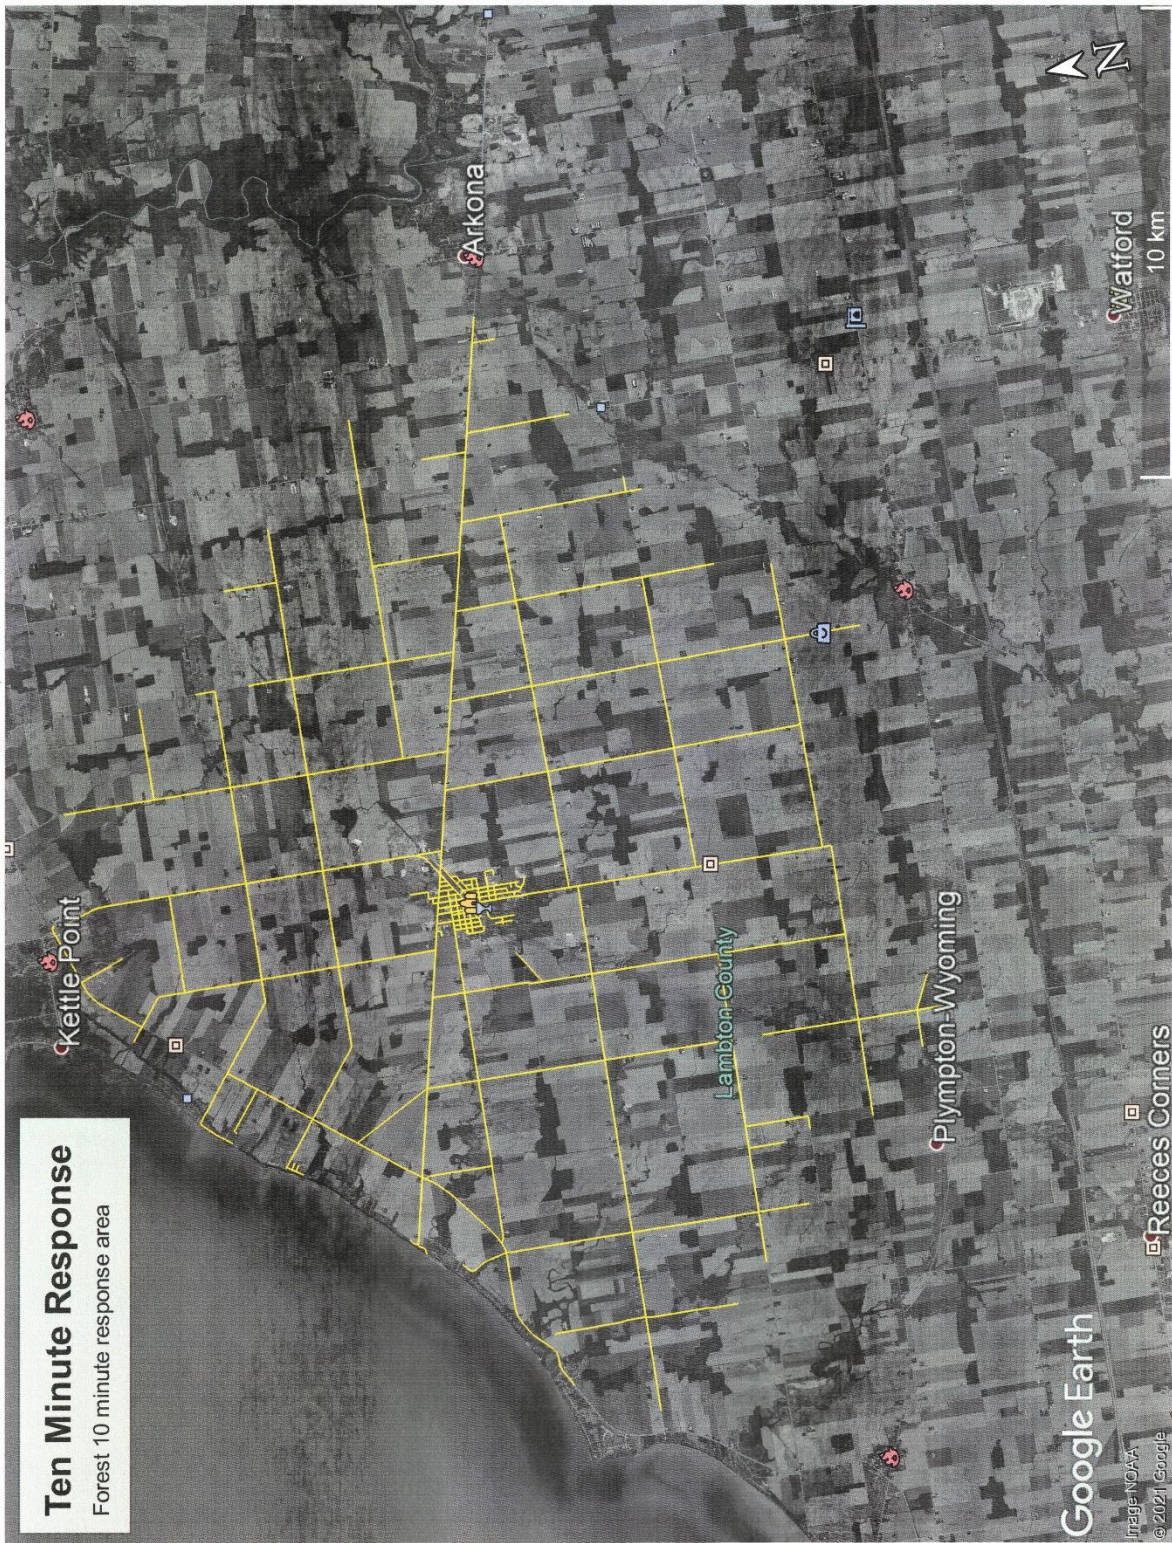 Ten Minute Response
Forest 10 minute response area
Kettle Point
Arkona
Lambton County
Plympton-Wyoming
Watford
Reeces Corners
10 km
N
Google Earth
Image NOAA
© 2021 Google